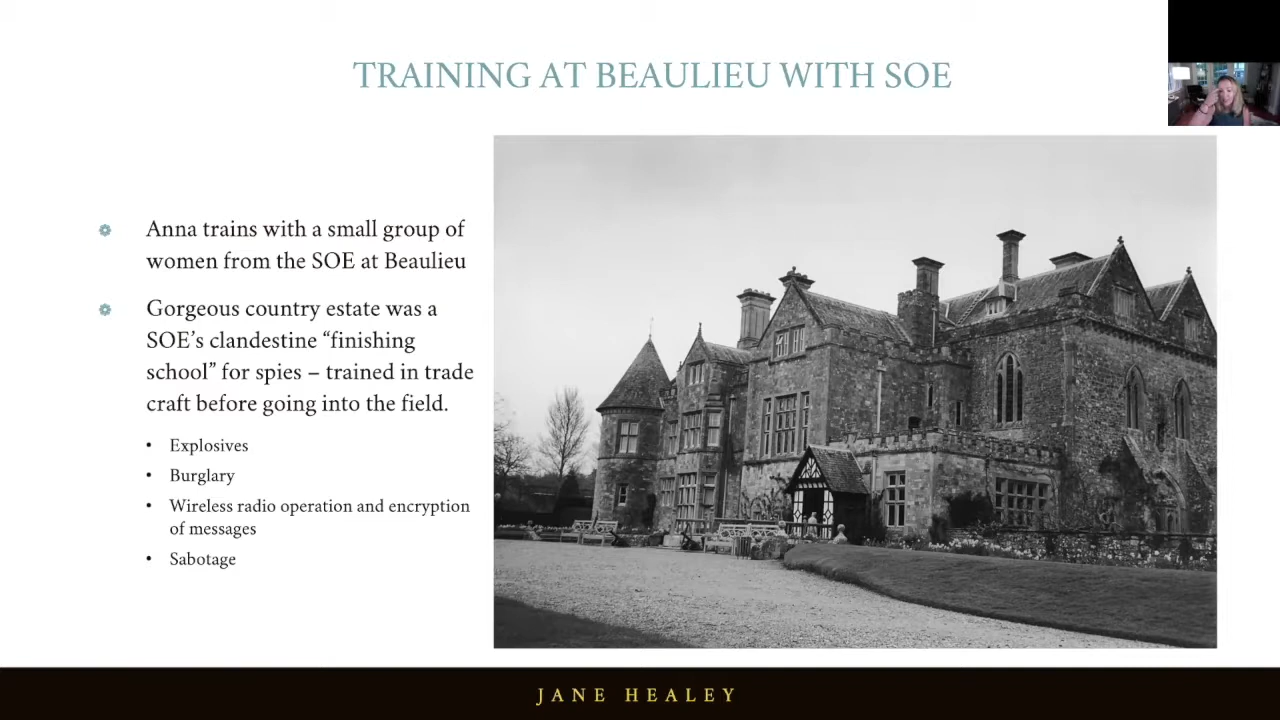 TRAINING AT BEAULIEU WITH SOE
Anna trains with a small group of
women from the SOE at Beaulieu
Gorgeous country estate was a
SOE's clandestine “finishing
school” for spies – trained in trade
craft before going into the field.
• Explosives
• Burglary
• Wireless radio operation and encryption
of messages
• Sabotage
JANE HEALEY